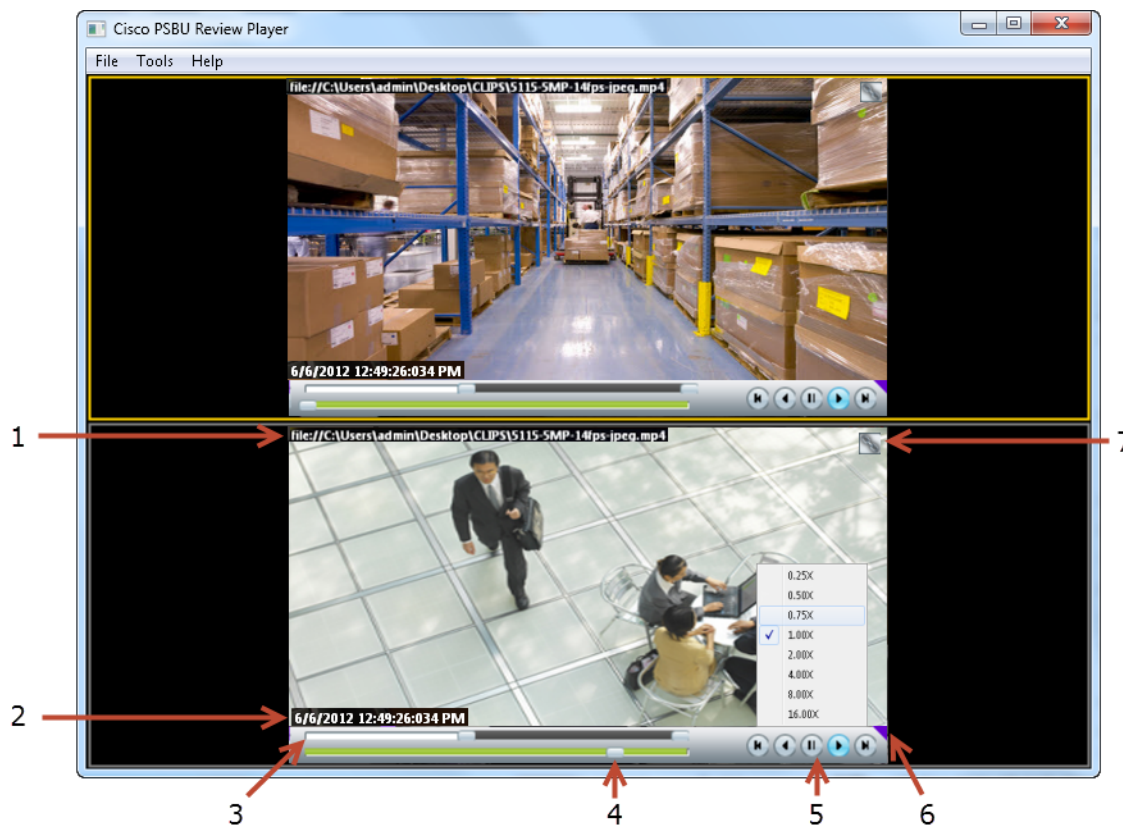 Cisco PSBU Review Player
File Tools Help
file://C:\Users\admin\Desktop\CLIPS\5115-5MP-14fps-jpeg.mp4
6/6/2012 12:49:26:034 PM
1
file://C:\Users\admin\Desktop\CLIPS\5115-5MP-14fps-jpeg.mp4
7
0.25X
0.50X
0.75X
✓ 1.00X
2.00X
4.00X
8.00X
16.00X
2
6/6/2012 12:49:26:034 PM
3
4
5
6